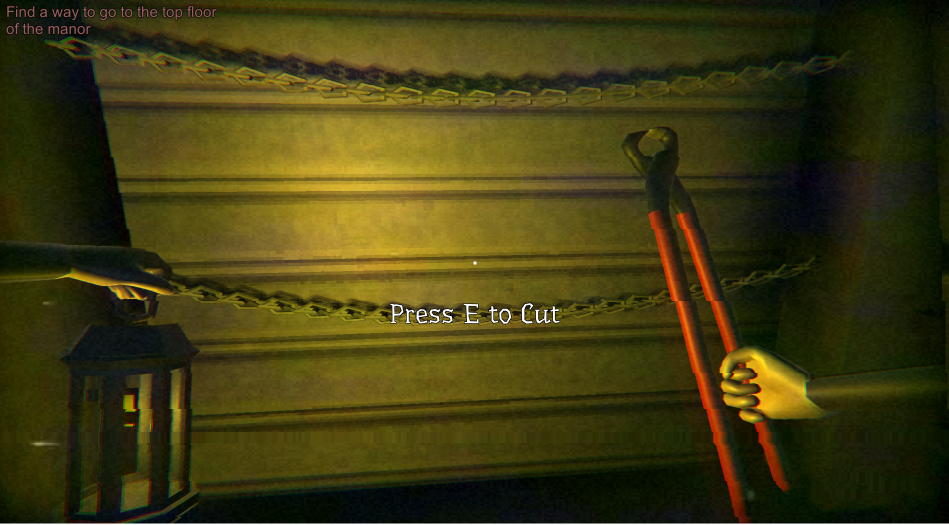 Find a way to go to the top floor
of the manor
Press E to Cut